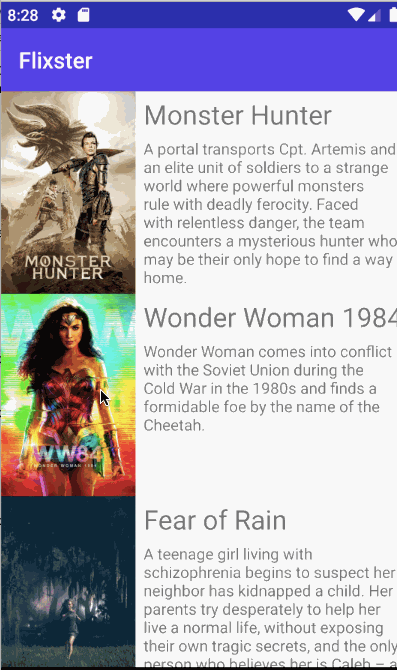 8:28
Flixster
Monster Hunter
A portal transports Cpt. Artemis and
an elite unit of soldiers to a strange
world where powerful monsters
rule with deadly ferocity. Faced
with relentless danger, the team
encounters a mysterious hunter who
may be their only hope to find a way
home.
MONSTER
HUNTER
Wonder Woman 1984
Wonder Woman comes into conflict
with the Soviet Union during the
Cold War in the 1980s and finds a
formidable foe by the name of the
Cheetah.
WW84
WONDER WOMAN 1984
Fear of Rain
A teenage girl living with
schizophrenia begins to suspect her
neighbor has kidnapped a child. Her
parents try desperately to help her
live a normal life, without exposing
their own tragic secrets, and the only
person who believes her is Caleb – a